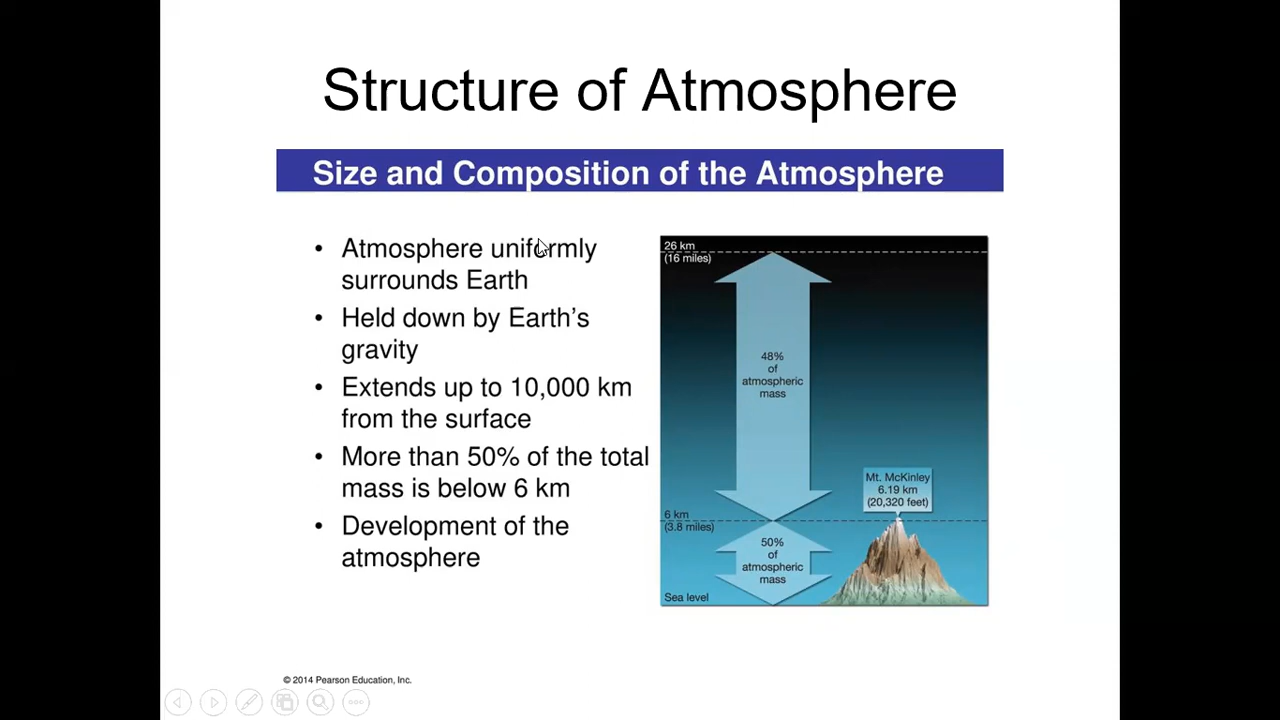 Structure of Atmosphere
Size and Composition of the Atmosphere
• Atmosphere uniformly
surrounds Earth
• Held down by Earth's
gravity
• Extends up to 10,000 km
from the surface
• More than 50% of the total
mass is below 6 km
• Development of the
atmosphere
26 km
(16 miles)
48%
of
atmospheric
mass
Mt. McKinley
6.19 km
(20,320 feet)
6 km
(3.8 miles)
50%
of
atmospheric
mass
Sea level
© 2014 Pearson Education, Inc.